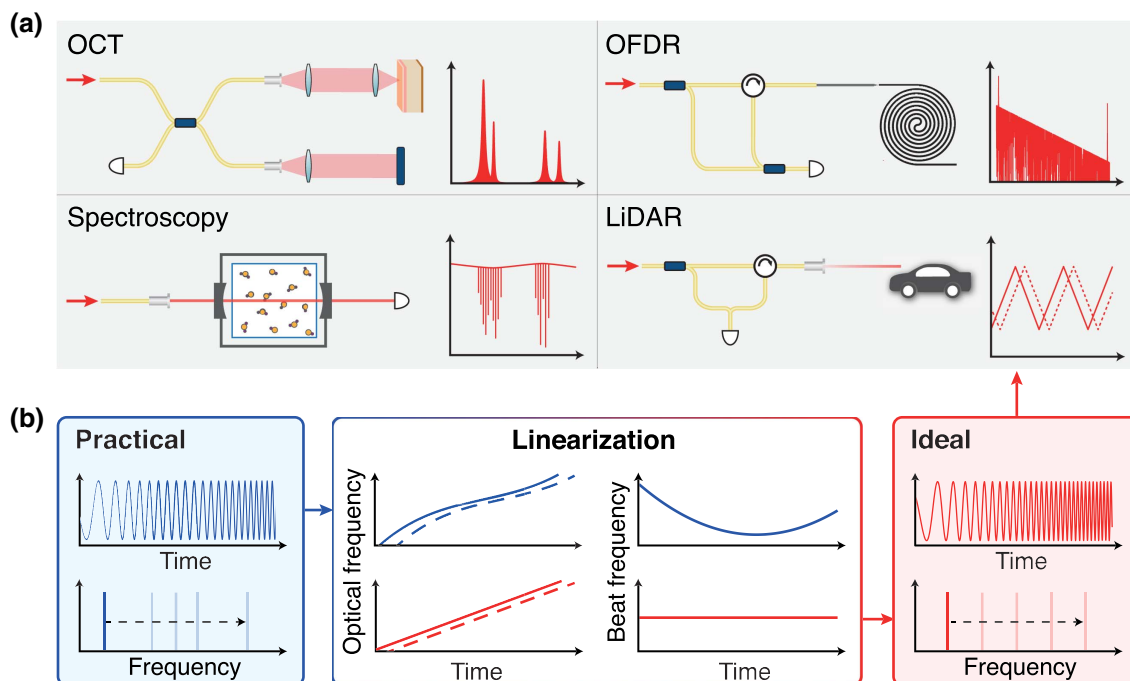 (a)
OCT
OFDR
Spectroscopy
LiDAR
(b)
Practical
Time
Frequency
Linearization
Optical frequency
Time
Beat frequency
Time
Ideal
Time
Frequency